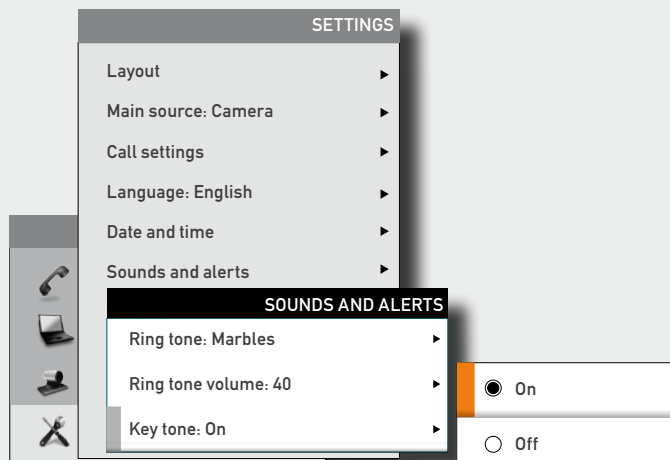 SETTINGS
Layout
Main source: Camera
Call settings
Language: English
Date and time
Sounds and alerts
SOUNDS AND ALERTS
Ring tone: Marbles
Ring tone volume: 40
Key tone: On
On
Off